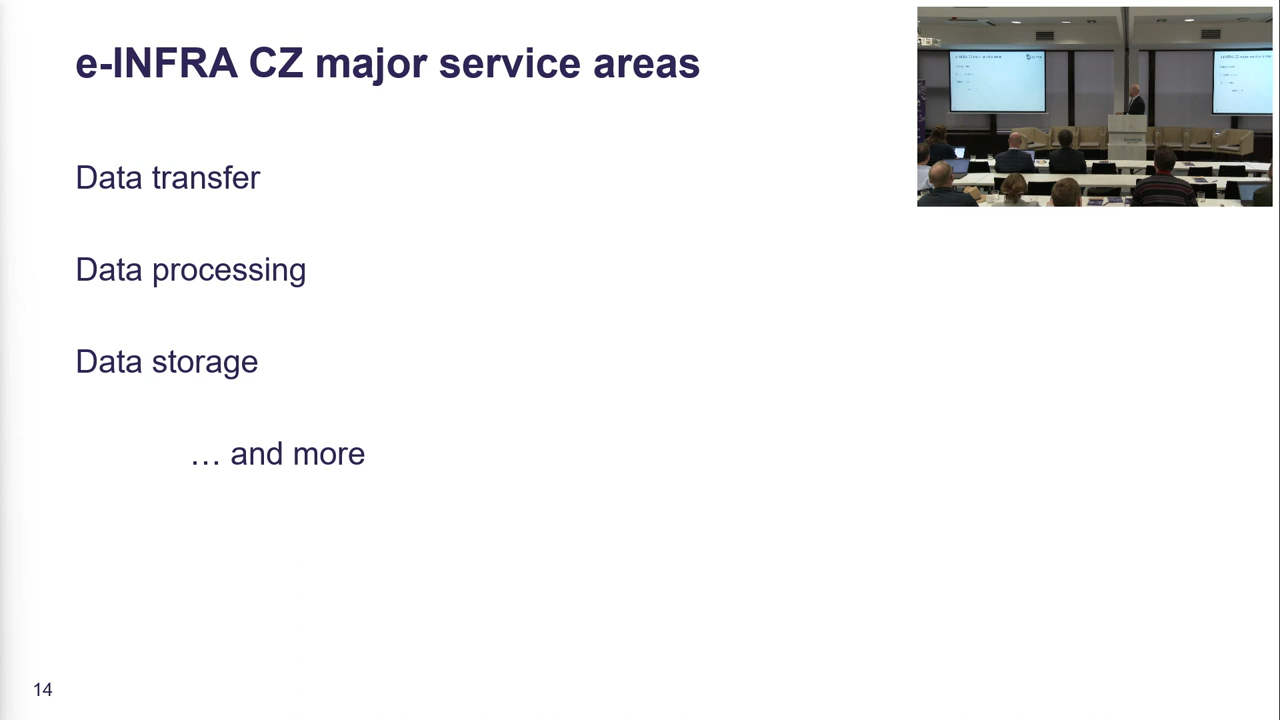 e-INFRA CZ major service areas
Data transfer
Data processing
Data storage
… and more
14